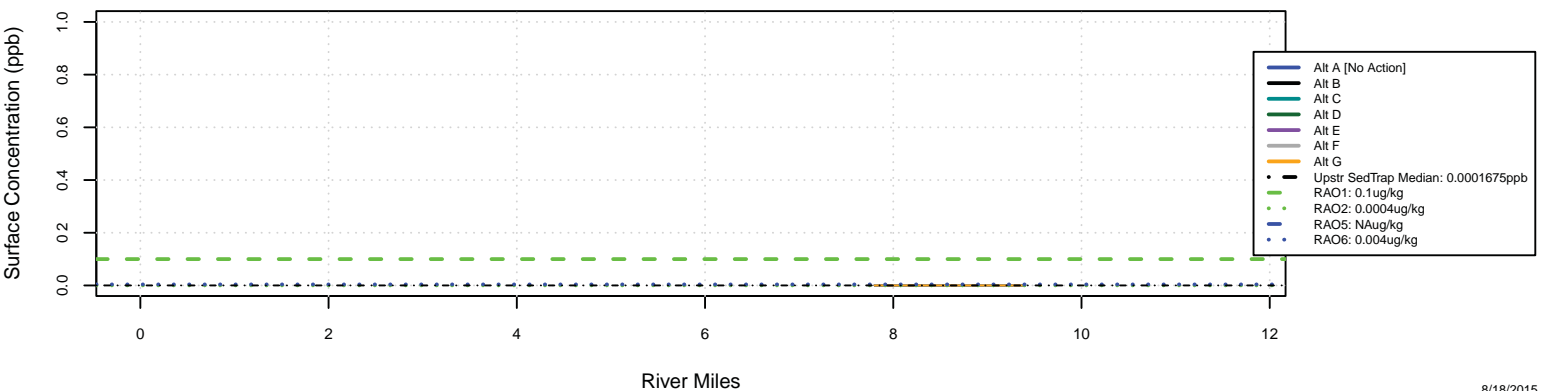 Surface Concentration (ppb)
1.0
0.8
0.6
0.4
0.2
0.0
0 2 4 6 8 10 12
River Miles
Alt A [No Action]
Alt B
Alt C
Alt D
Alt E
Alt F
Alt G
Upstr SedTrap Median: 0.0001675ppb
RAO1: 0.1ug/kg
RAO2: 0.0004ug/kg
RAO5: NAug/kg
RAO6: 0.004ug/kg
8/18/2015